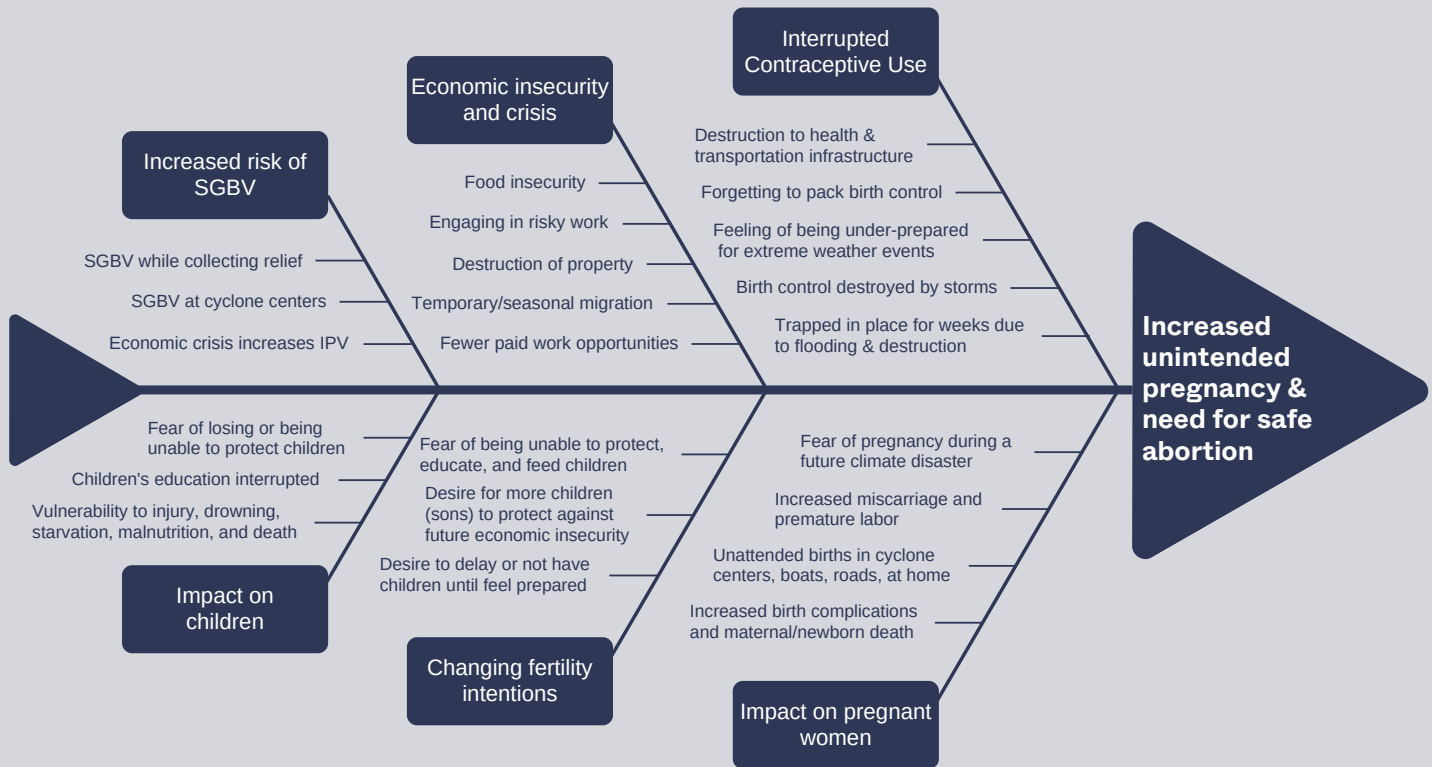 Interrupted
Contraceptive Use
Economic insecurity
and crisis
Increased risk of
SGBV
Destruction to health &
transportation infrastructure
Forgetting to pack birth control
Feeling of being under-prepared
for extreme weather events
Birth control destroyed by storms
Trapped in place for weeks due
to flooding & destruction
Food insecurity
Engaging in risky work
Destruction of property
Temporary/seasonal migration
Fewer paid work opportunities
SGBV while collecting relief
SGBV at cyclone centers
Economic crisis increases IPV
Increased
unintended
pregnancy &
need for safe
abortion
Fear of losing or being
unable to protect children
Children's education interrupted
Vulnerability to injury, drowning,
starvation, malnutrition, and death
Impact on
children
Fear of being unable to protect,
educate, and feed children
Desire for more children
(sons) to protect against
future economic insecurity
Desire to delay or not have
children until feel prepared
Changing fertility
intentions
Fear of pregnancy during a
future climate disaster
Increased miscarriage and
premature labor
Unattended births in cyclone
centers, boats, roads, at home
Increased birth complications
and maternal/newborn death
Impact on pregnant
women